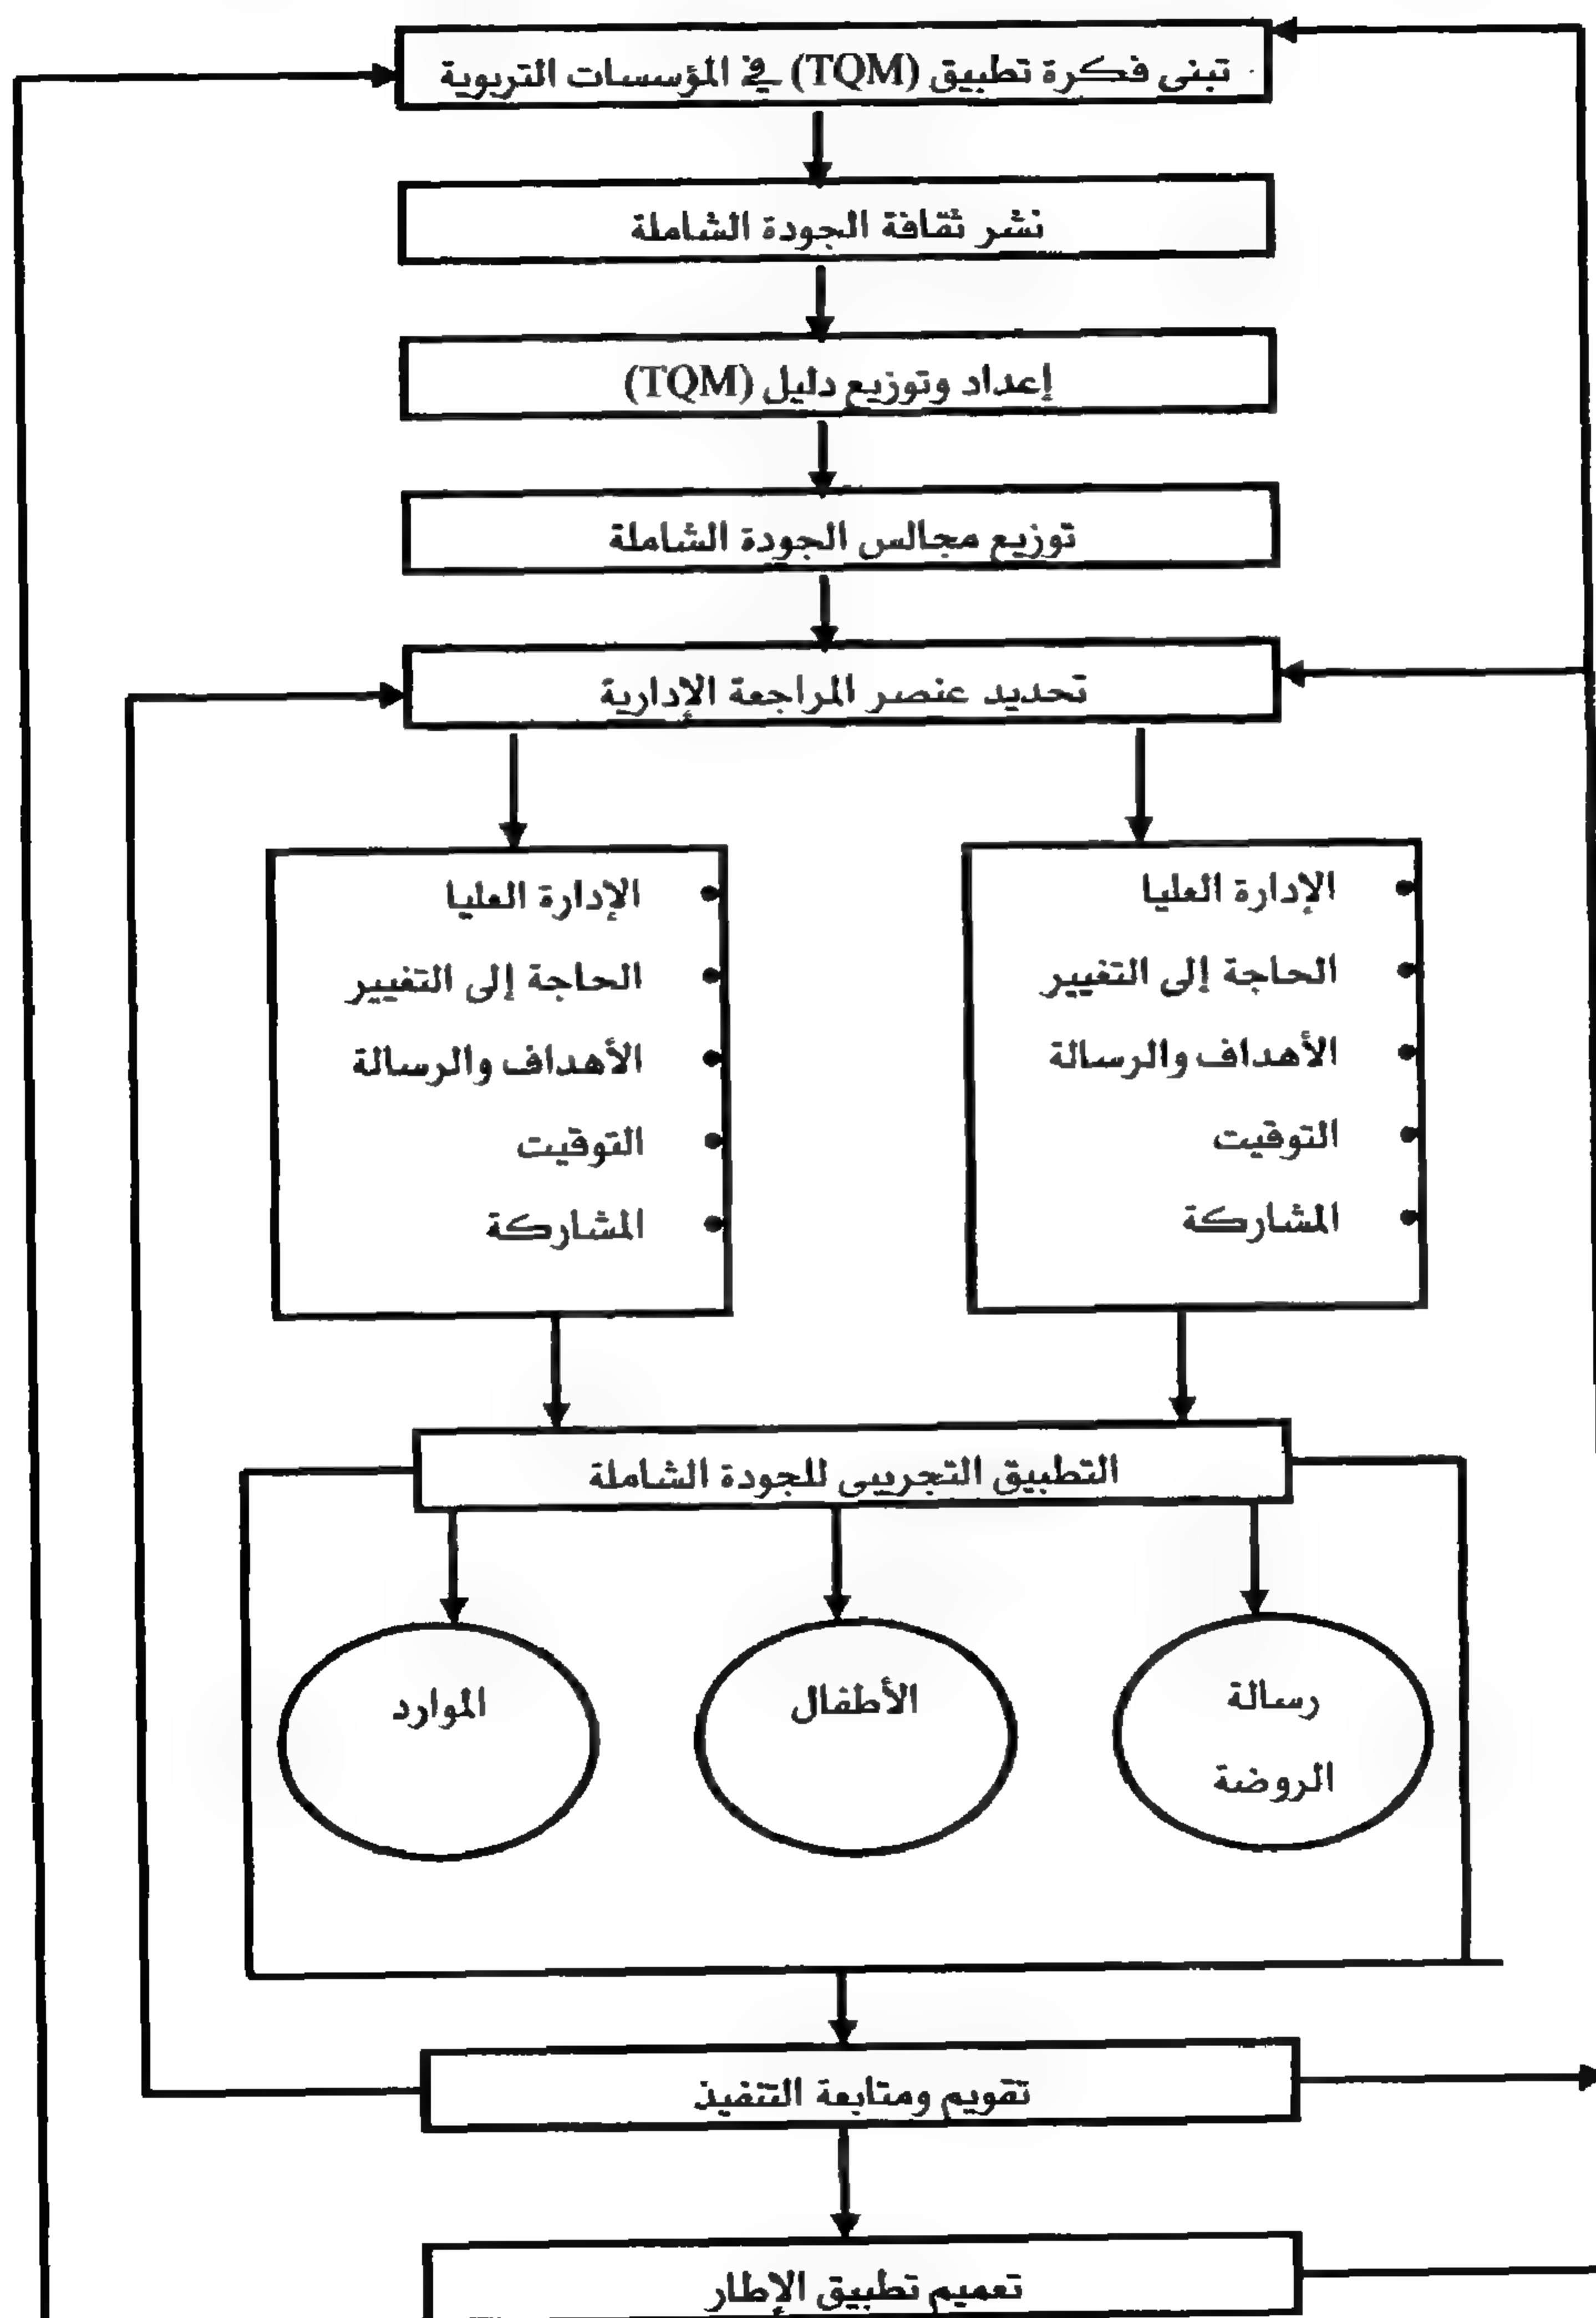 تبنى فكرة تطبيق (TQM) في المؤسسات التربوية
نشر ثقافة الجودة الشاملة
إعداد وتوزيع دليل (TQM)
توزيع مجالس الجودة الشاملة
تحديد عنصر المراجعة الإدارية
• الإدارة العليا
• الحاجة إلى التغيير
• الأهداف والرسالة
• التوقيت
• المشاركة
• الإدارة العليا
• الحاجة إلى التغيير
• الأهداف والرسالة
• التوقيت
• المشاركة
التطبيق التجريبى للجودة الشاملة
رسالة
الروضة
الأطفال
الموارد
تقويم ومتابعة التنفيذ
تعميم تطبيق الإطار